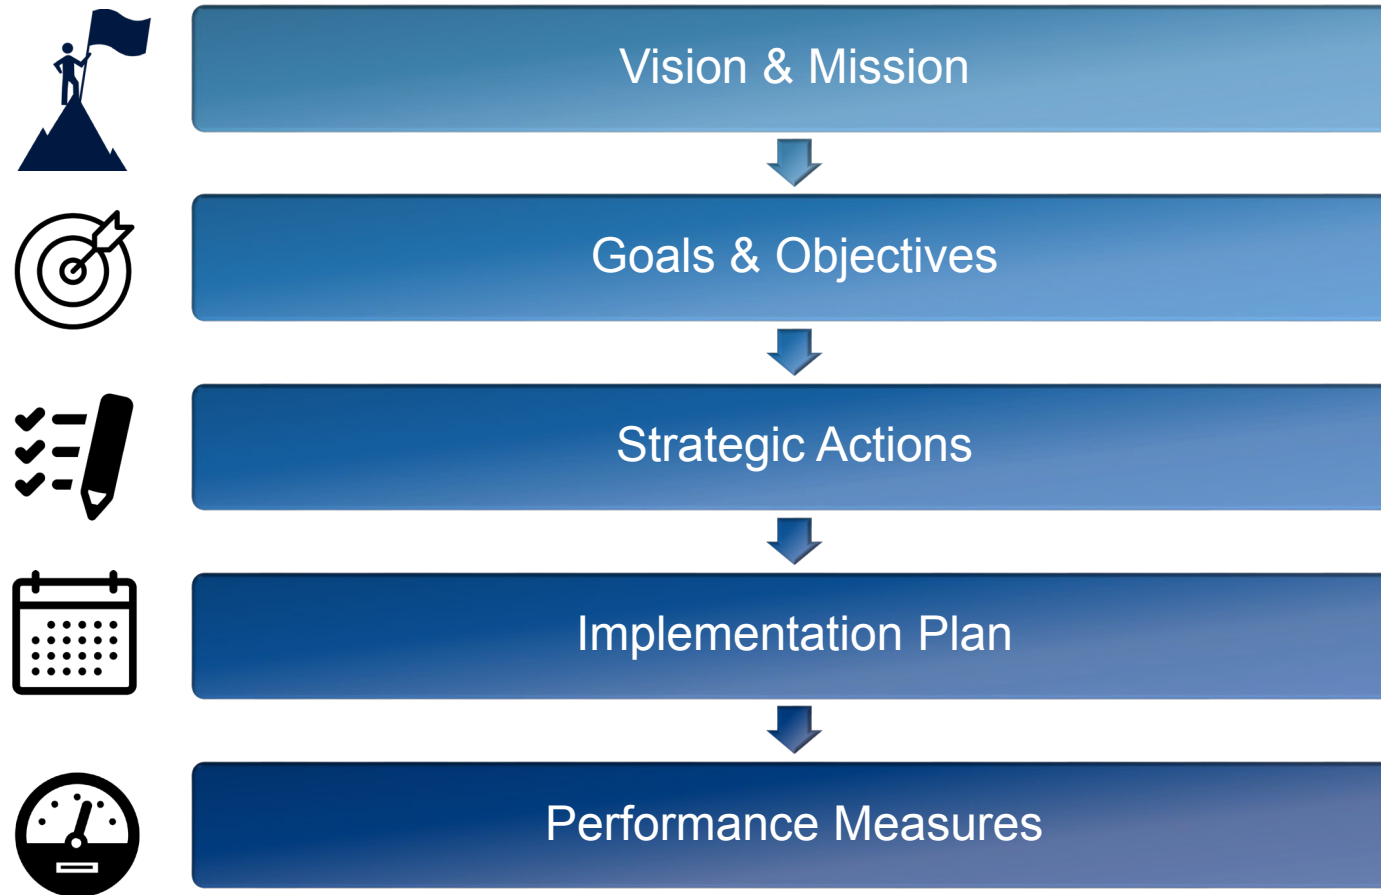 Vision & Mission
Goals & Objectives
Strategic Actions
Implementation Plan
Performance Measures